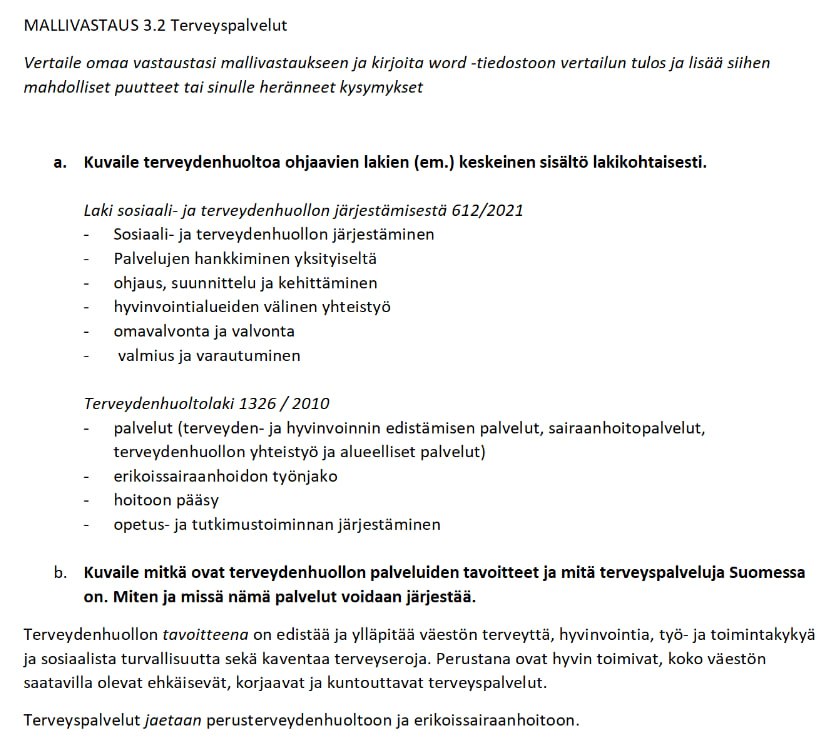 MALLIVASTAUS 3.2 Terveyspalvelut
Vertaile omaa vastaustasi mallivastaukseen ja kirjoita word -tiedostoon vertailun tulos ja lisää siihen
mahdolliset puutteet tai sinulle heränneet kysymykset
a. Kuvaile terveydenhuoltoa ohjaavien lakien (em.) keskeinen sisältö lakikohtaisesti.
Laki sosiaali- ja terveydenhuollon järjestämisestä 612/2021
- Sosiaali- ja terveydenhuollon järjestäminen
- Palvelujen hankkiminen yksityiseltä
- ohjaus, suunnittelu ja kehittäminen
- hyvinvointialueiden välinen yhteistyö
- omavalvonta ja valvonta
- valmius ja varautuminen
Terveydenhuoltolaki 1326 / 2010
- palvelut (terveyden- ja hyvinvoinnin edistämisen palvelut, sairaanhoitopalvelut,
terveydenhuollon yhteistyö ja alueelliset palvelut)
- erikoissairaanhoidon työnjako
- hoitoon pääsy
- opetus- ja tutkimustoiminnan järjestäminen
b. Kuvaile mitkä ovat terveydenhuollon palveluiden tavoitteet ja mitä terveyspalveluja Suomessa
on. Miten ja missä nämä palvelut voidaan järjestää.
Terveydenhuollon tavoitteena on edistää ja ylläpitää väestön terveyttä, hyvinvointia, työ- ja toimintakykyä
ja sosiaalista turvallisuutta sekä kaventaa terveyseroja. Perustana ovat hyvin toimivat, koko väestön
saatavilla olevat ehkäisevät, korjaavat ja kuntouttavat terveyspalvelut.
Terveyspalvelut jaetaan perusterveydenhuoltoon ja erikoissairaanhoitoon.